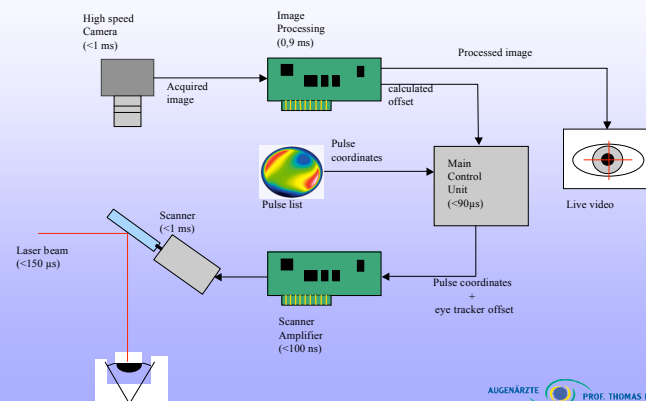 High speed
Camera
(<1 ms)
Image
Processing
(0,9 ms)
Processed image
Acquired
image
calculated
offset
Pulse
coordinates
Main
Control
Unit
(<90µs)
Pulse list
Live video
Scanner
(<1 ms)
Laser beam
(<150 µs)
Pulse coordinates
+
eye tracker offset
Scanner
Amplifier
(<100 ns)
AUGENÄRZTE
PROF. THOMAS